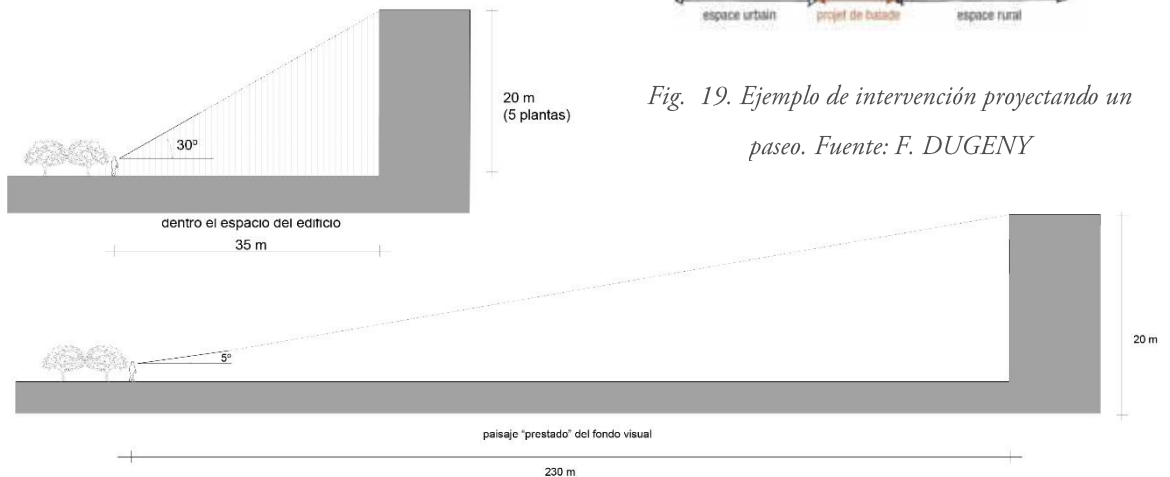 espace urbain projet de balade espace rural
Fig. 19. Ejemplo de intervención proyectando un
paseo. Fuente: F. DUGENY
20 m
(5 plantas)
30º
dentro el espacio del edificio
35 m
5º
20 m
paisaje "prestado" del fondo visual
230 m